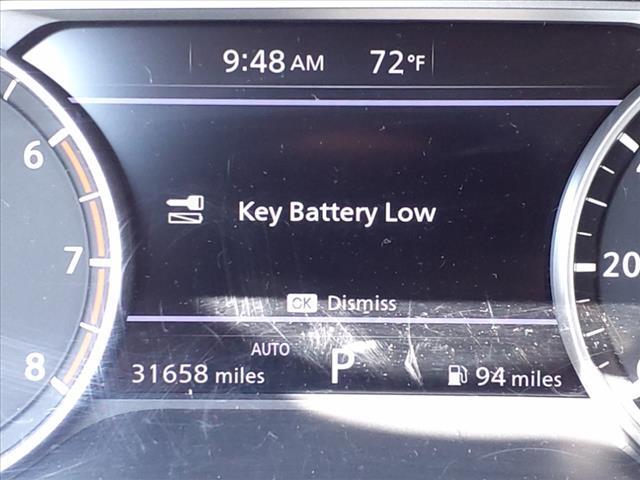 9:48 AM 72°F
6
Key Battery Low
7
20
OK Dismiss
AUTO
8
31658 miles P 94 miles